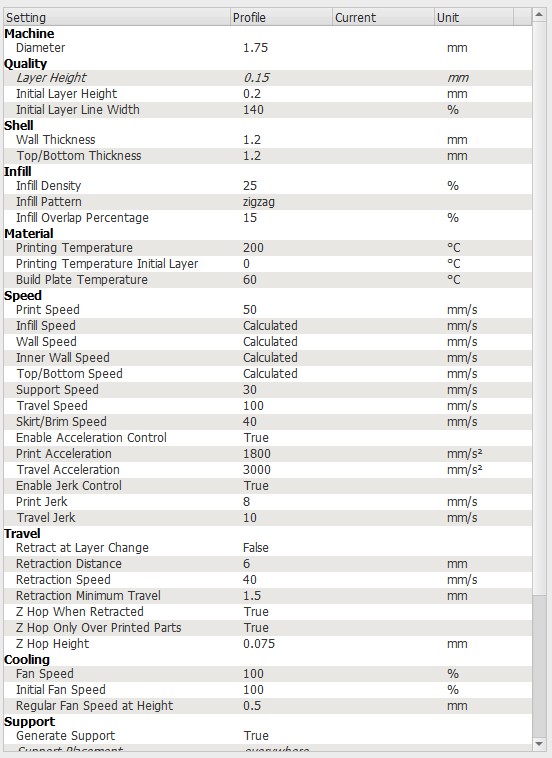 Setting Profile Current Unit
Machine
Diameter 1.75 mm
Quality
Layer Height 0.15 mm
Initial Layer Height 0.2 mm
Initial Layer Line Width 140 %
Shell
Wall Thickness 1.2 mm
Top/Bottom Thickness 1.2 mm
Infill
Infill Density 25 %
Infill Pattern zigzag
Infill Overlap Percentage 15 %
Material
Printing Temperature 200 °C
Printing Temperature Initial Layer 0 °C
Build Plate Temperature 60 °C
Speed
Print Speed 50 mm/s
Infill Speed Calculated mm/s
Wall Speed Calculated mm/s
Inner Wall Speed Calculated mm/s
Top/Bottom Speed Calculated mm/s
Support Speed 30 mm/s
Travel Speed 100 mm/s
Skirt/Brim Speed 40 mm/s
Enable Acceleration Control True
Print Acceleration 1800 mm/s²
Travel Acceleration 3000 mm/s²
Enable Jerk Control True
Print Jerk 8 mm/s
Travel Jerk 10 mm/s
Travel
Retract at Layer Change False
Retraction Distance 6 mm
Retraction Speed 40 mm/s
Retraction Minimum Travel 1.5 mm
Z Hop When Retracted True
Z Hop Only Over Printed Parts True
Z Hop Height 0.075 mm
Cooling
Fan Speed 100 %
Initial Fan Speed 100 %
Regular Fan Speed at Height 0.5 mm
Support
Generate Support True
Support Placement everywhere